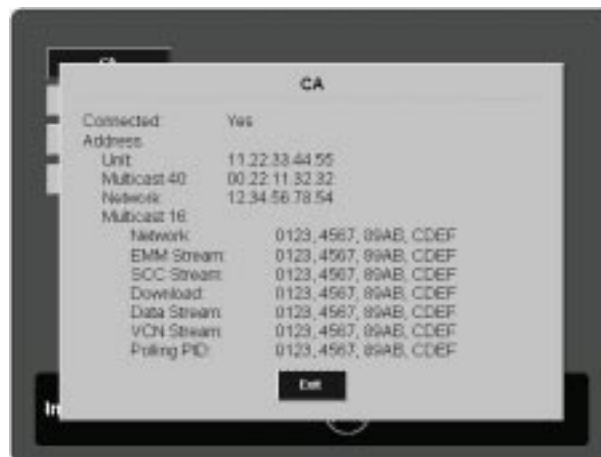 CA
Connected: Yes
Address
Unit: 11.22.33.44.55
Multicast 40: 00.22.11.32.32
Network: 12.34.56.78.54
Multicast 16:
Network: 0123, 4567, 89AB, CDEF
EMM Stream: 0123, 4567, 89AB, CDEF
SCC Stream: 0123, 4567, 89AB, CDEF
Download: 0123, 4567, 89AB, CDEF
Data Stream: 0123, 4567, 89AB, CDEF
VCN Stream: 0123, 4567, 89AB, CDEF
Polling PID: 0123, 4567, 89AB, CDEF
Exit